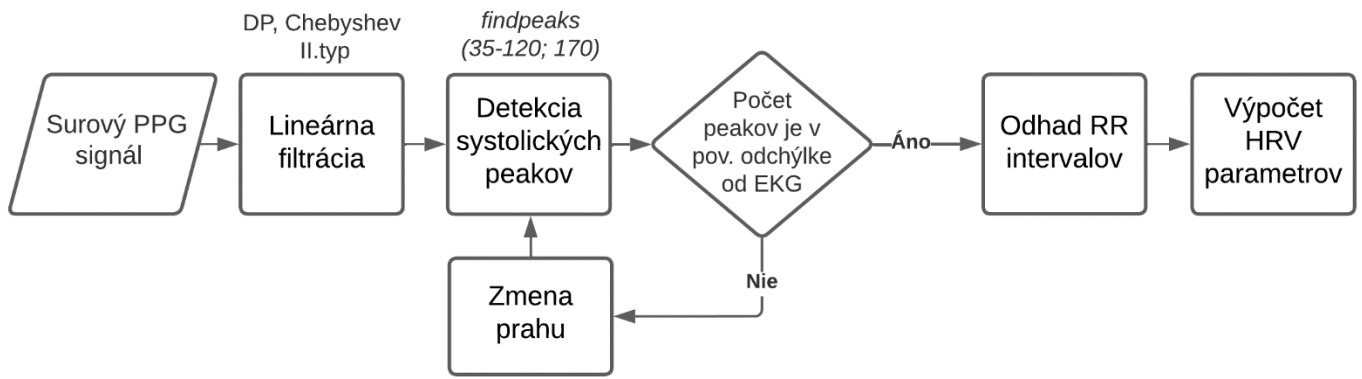 DP, Chebyshev
II.typ
findpeaks
(35-120; 170)
Surový PPG
signál
Lineárna
filtrácia
Detekcia
systolických
peakov
Počet
peakov je v
pov. odchýlke
od EKG
Áno
Odhad RR
intervalov
Výpočet
HRV
parametrov
Nie
Zmena
prahu